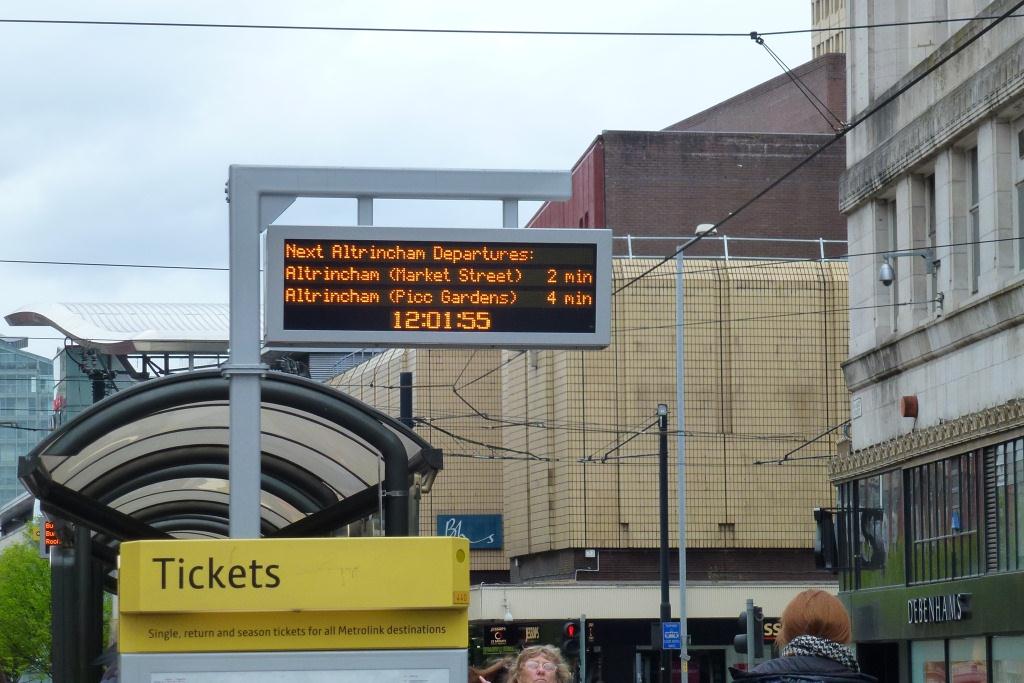 Next Altrincham Departures:
Altrincham (Market Street) 2 min
Altrincham (Picc Gardens) 4 min
12:01:55
Tickets
Single, return and season tickets for all Metrolink destinations
Bhs
DEBENHAMS